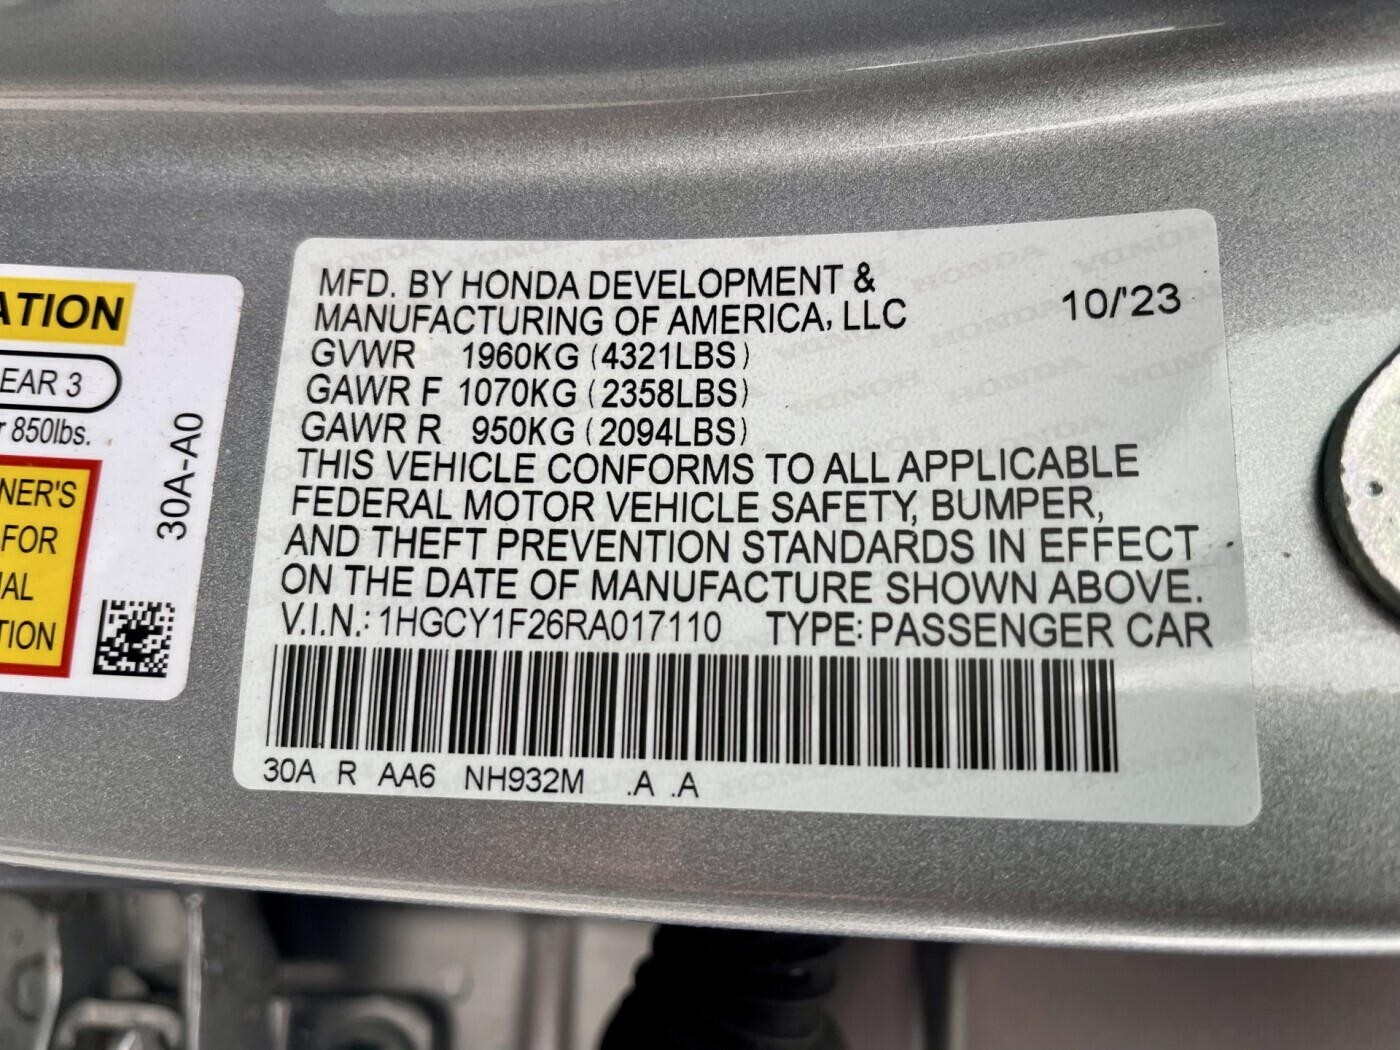 ATION
EAR 3
r 850lbs.
NER'S
FOR
IAL
TION
30A-A0
MFD. BY HONDA DEVELOPMENT &
MANUFACTURING OF AMERICA, LLC
10/'23
GVWR 1960KG (4321LBS)
GAWR F 1070KG (2358LBS)
GAWR R 950KG (2094LBS)
THIS VEHICLE CONFORMS TO ALL APPLICABLE
FEDERAL MOTOR VEHICLE SAFETY, BUMPER,
AND THEFT PREVENTION STANDARDS IN EFFECT
ON THE DATE OF MANUFACTURE SHOWN ABOVE.
V.I.N.: 1HGCY1F26RA017110 TYPE: PASSENGER CAR
30A R AA6 NH932M .A .A